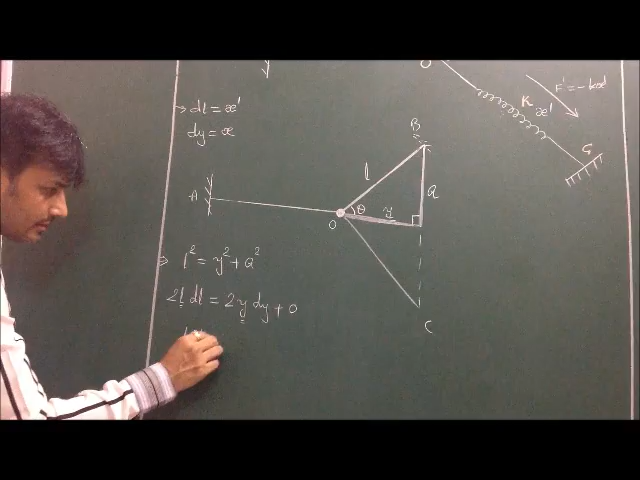 → dl = x'
dy = x
F' = -kx'
K
x'
G
B
l
a
A
θ
y
O
C
⇒ l² = y² + a²
2l dl = 2y dy + 0